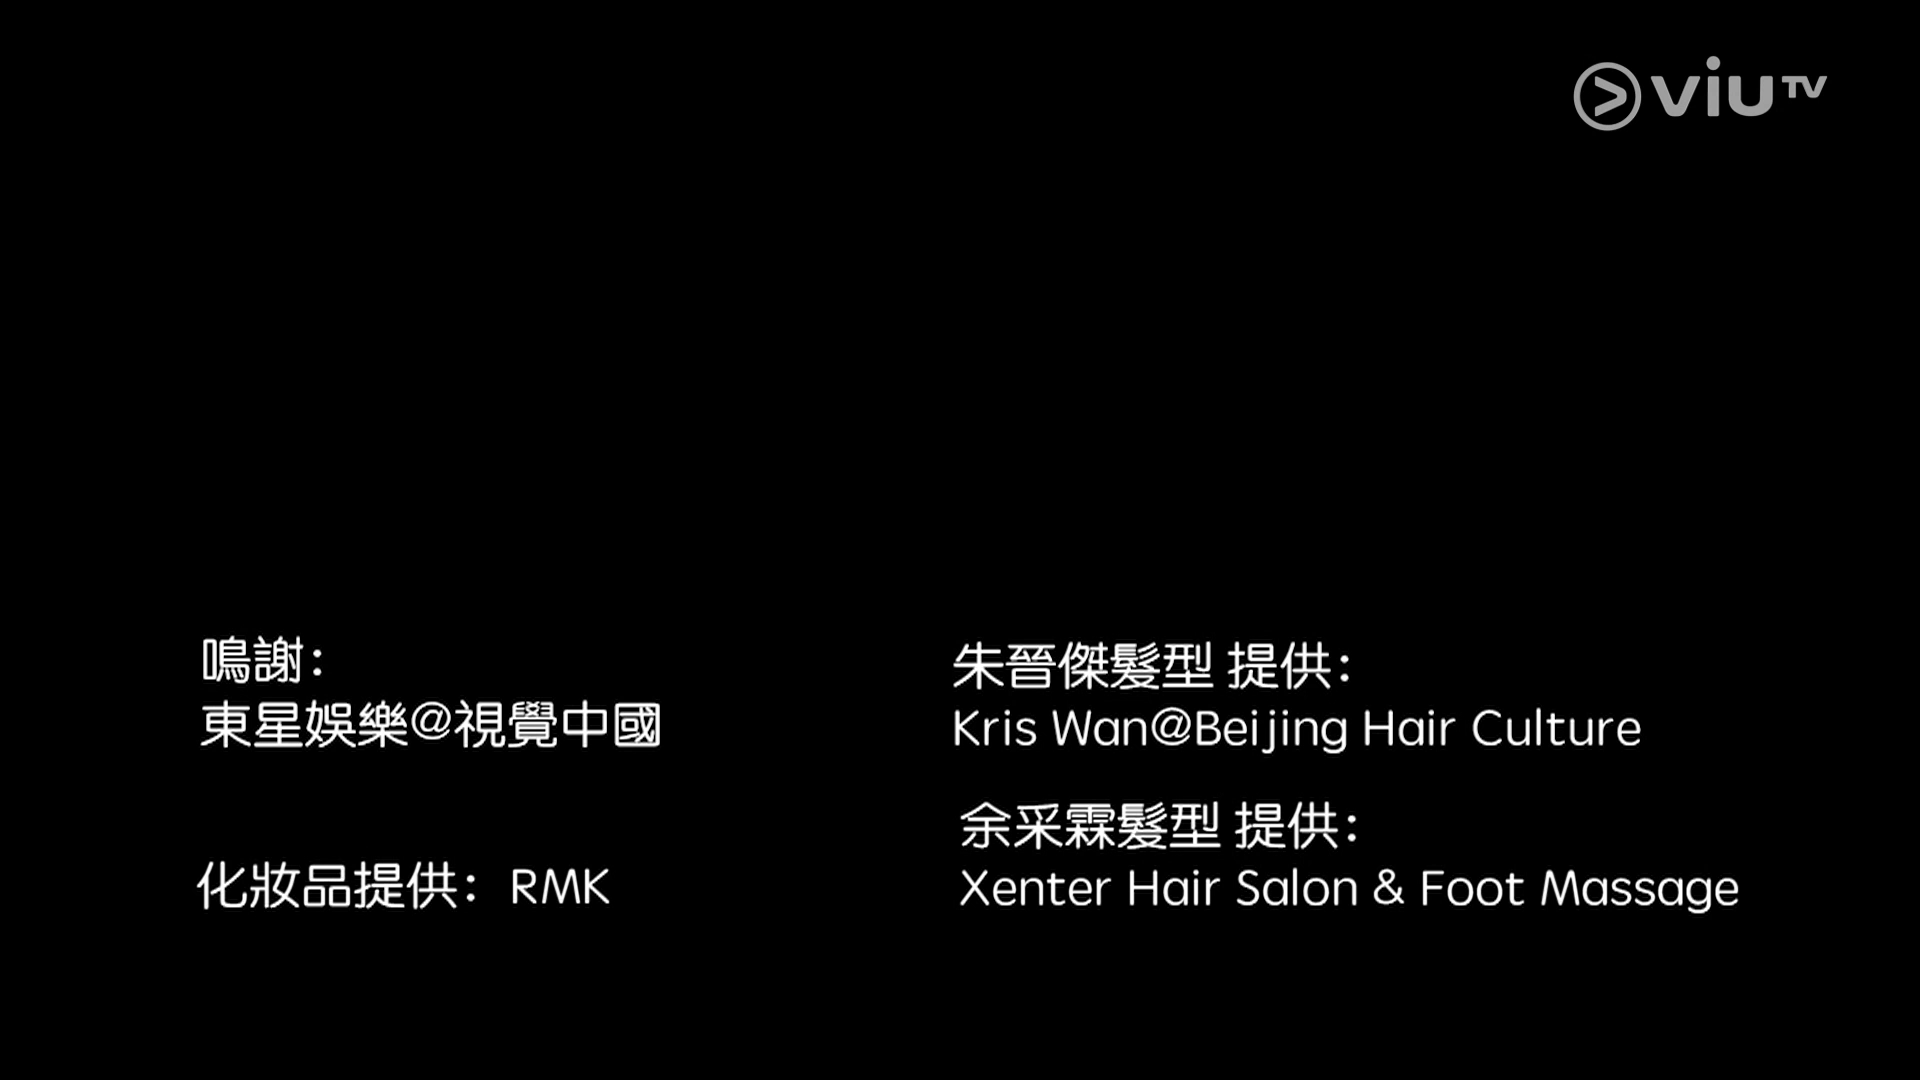 viuTV
鳴謝：
東星娛樂@視覺中國
化妝品提供：RMK
朱晉傑髮型 提供：
Kris Wan@Beijing Hair Culture
余采霖髮型 提供：
Xenter Hair Salon & Foot Massage